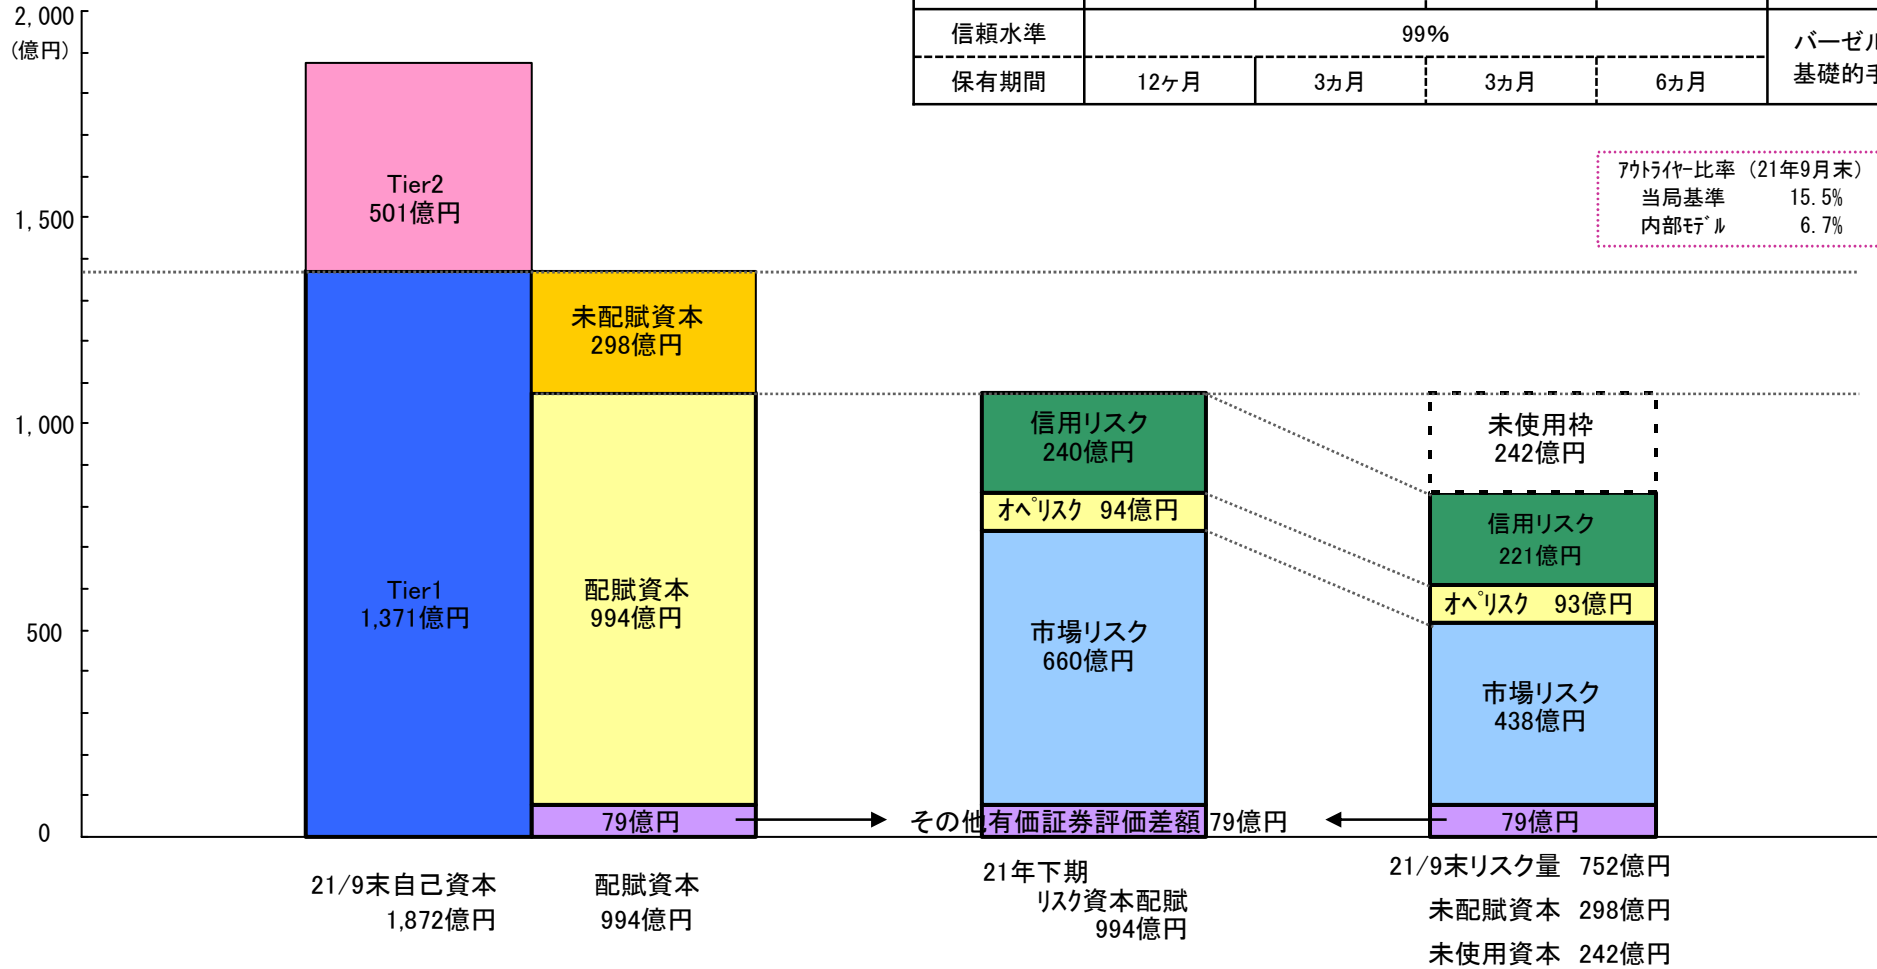 2,000
(億円)
1,500
1,000
500
0
信頼水準
99%
保有期間
12ヶ月
3ヵ月
3ヵ月
6ヵ月
バーゼル
基礎的手
ｱｳﾄﾗｲﾔｰ比率 (21年9月末)
当局基準 15.5%
内部ﾓﾃﾞﾙ 6.7%
Tier2
501億円
Tier1
1,371億円
未配賦資本
298億円
配賦資本
994億円
79億円
その他有価証券評価差額 79億円
信用リスク
240億円
ｵﾍﾟﾘｽｸ 94億円
市場リスク
660億円
未使用枠
242億円
信用リスク
221億円
ｵﾍﾟﾘｽｸ 93億円
市場リスク
438億円
79億円
21/9末自己資本
1,872億円
配賦資本
994億円
21年下期
ﾘｽｸ資本配賦
994億円
21/9末リスク量 752億円
未配賦資本 298億円
未使用資本 242億円